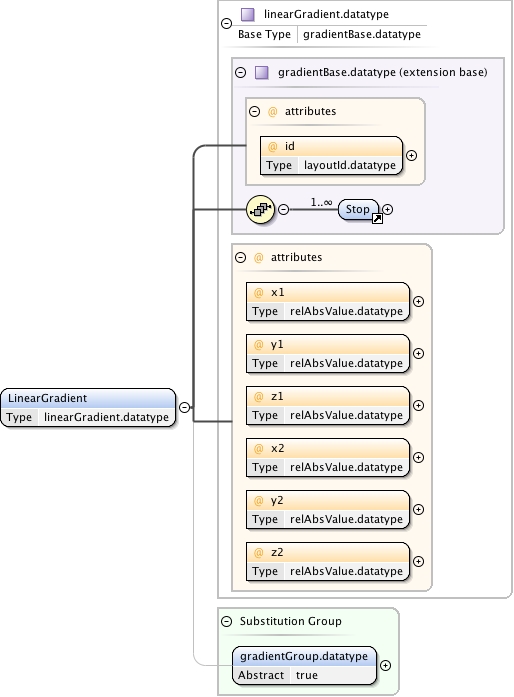 linearGradient.datatype
Base Type gradientBase.datatype
gradientBase.datatype (extension base)
@ attributes
@ id
Type layoutId.datatype
1..∞ Stop
@ attributes
@ x1
Type relAbsValue.datatype
@ y1
Type relAbsValue.datatype
@ z1
Type relAbsValue.datatype
LinearGradient
Type linearGradient.datatype
@ x2
Type relAbsValue.datatype
@ y2
Type relAbsValue.datatype
@ z2
Type relAbsValue.datatype
Substitution Group
gradientGroup.datatype
Abstract true